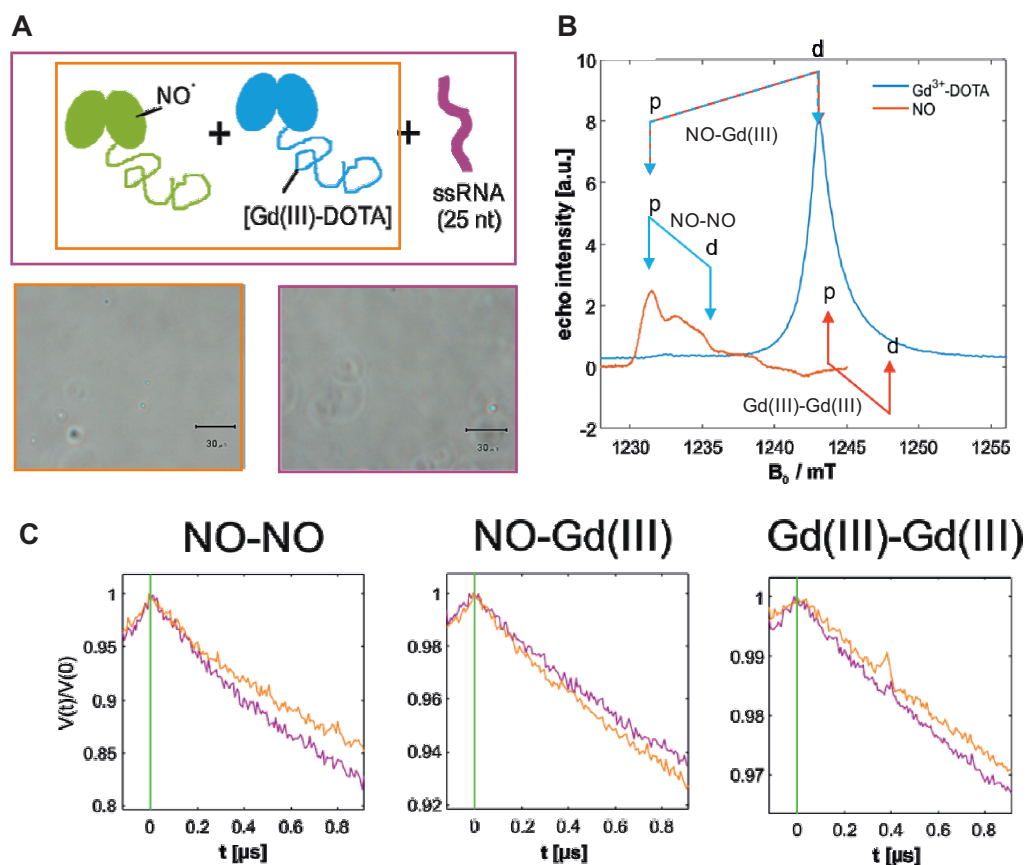 A
NO•
+
+
[Gd(III)-DOTA]
ssRNA
(25 nt)
30 µ
30 µ
B
echo intensity [a.u.]
10
8
6
4
2
0
-2
1230
1235
1240
1245
1250
1255
B₀ / mT
Gd³⁺-DOTA
NO
p
d
NO-Gd(III)
p
NO-NO
d
p
d
Gd(III)-Gd(III)
C
NO-NO
NO-Gd(III)
Gd(III)-Gd(III)
V(t)/V(0)
1
0.95
0.9
0.85
0.8
0
0.2
0.4
0.6
0.8
t [µs]
1
0.98
0.96
0.94
0.92
0
0.2
0.4
0.6
0.8
t [µs]
1
0.99
0.98
0.97
0
0.2
0.4
0.6
0.8
t [µs]